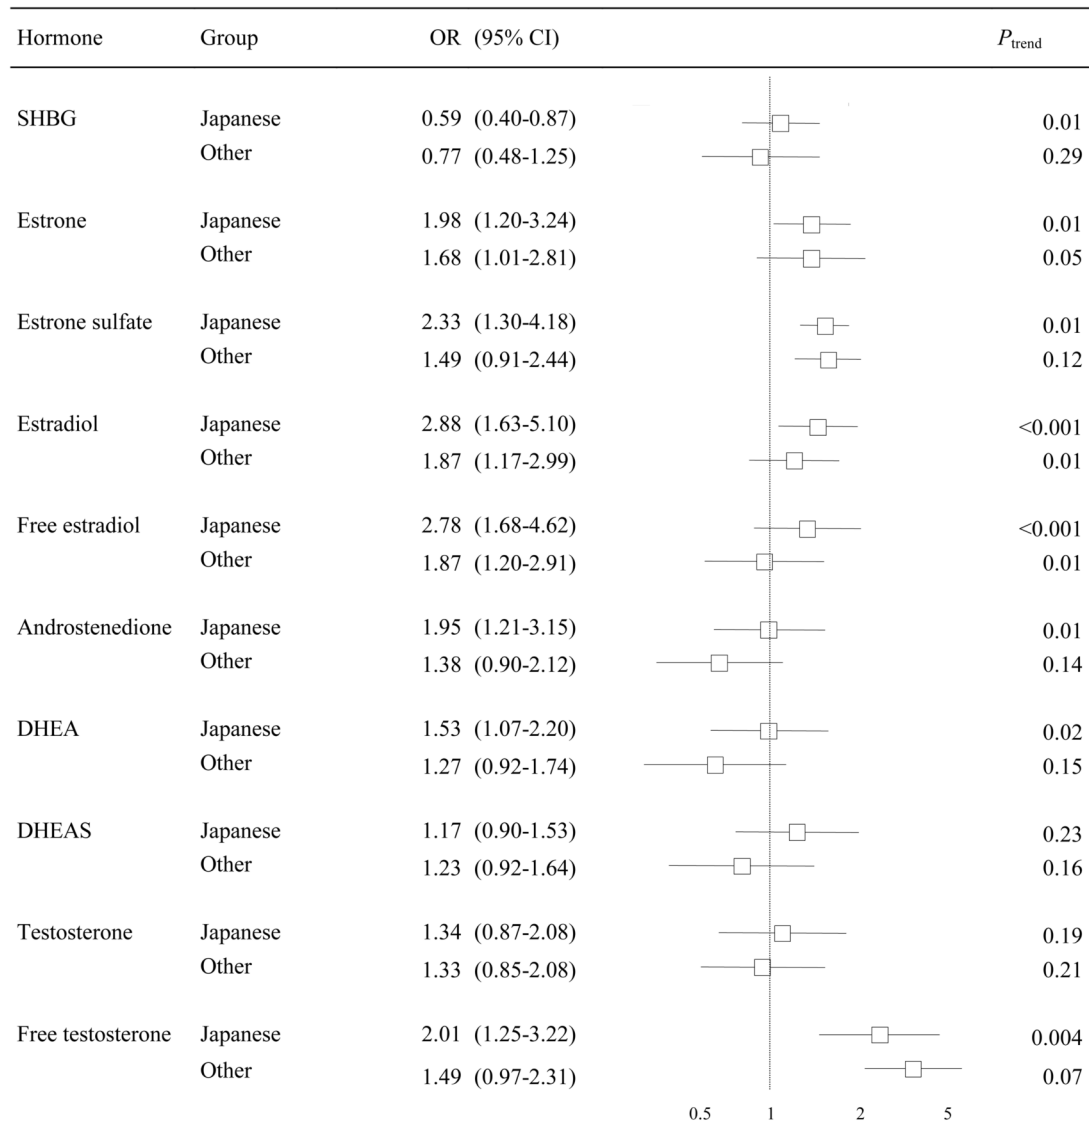 Hormone Group OR (95% CI) Ptrend
SHBG Japanese 0.59 (0.40-0.87) 0.01
Other 0.77 (0.48-1.25) 0.29
Estrone Japanese 1.98 (1.20-3.24) 0.01
Other 1.68 (1.01-2.81) 0.05
Estrone sulfate Japanese 2.33 (1.30-4.18) 0.01
Other 1.49 (0.91-2.44) 0.12
Estradiol Japanese 2.88 (1.63-5.10) <0.001
Other 1.87 (1.17-2.99) 0.01
Free estradiol Japanese 2.78 (1.68-4.62) <0.001
Other 1.87 (1.20-2.91) 0.01
Androstenedione Japanese 1.95 (1.21-3.15) 0.01
Other 1.38 (0.90-2.12) 0.14
DHEA Japanese 1.53 (1.07-2.20) 0.02
Other 1.27 (0.92-1.74) 0.15
DHEAS Japanese 1.17 (0.90-1.53) 0.23
Other 1.23 (0.92-1.64) 0.16
Testosterone Japanese 1.34 (0.87-2.08) 0.19
Other 1.33 (0.85-2.08) 0.21
Free testosterone Japanese 2.01 (1.25-3.22) 0.004
Other 1.49 (0.97-2.31) 0.07
0.5 1 2 5